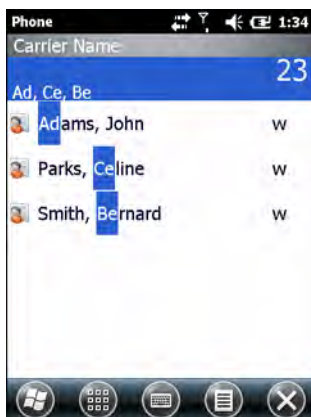 Phone 1:34
Carrier Name
23
Ad, Ce, Be
Adams, John w
Parks, Celine w
Smith, Bernard w